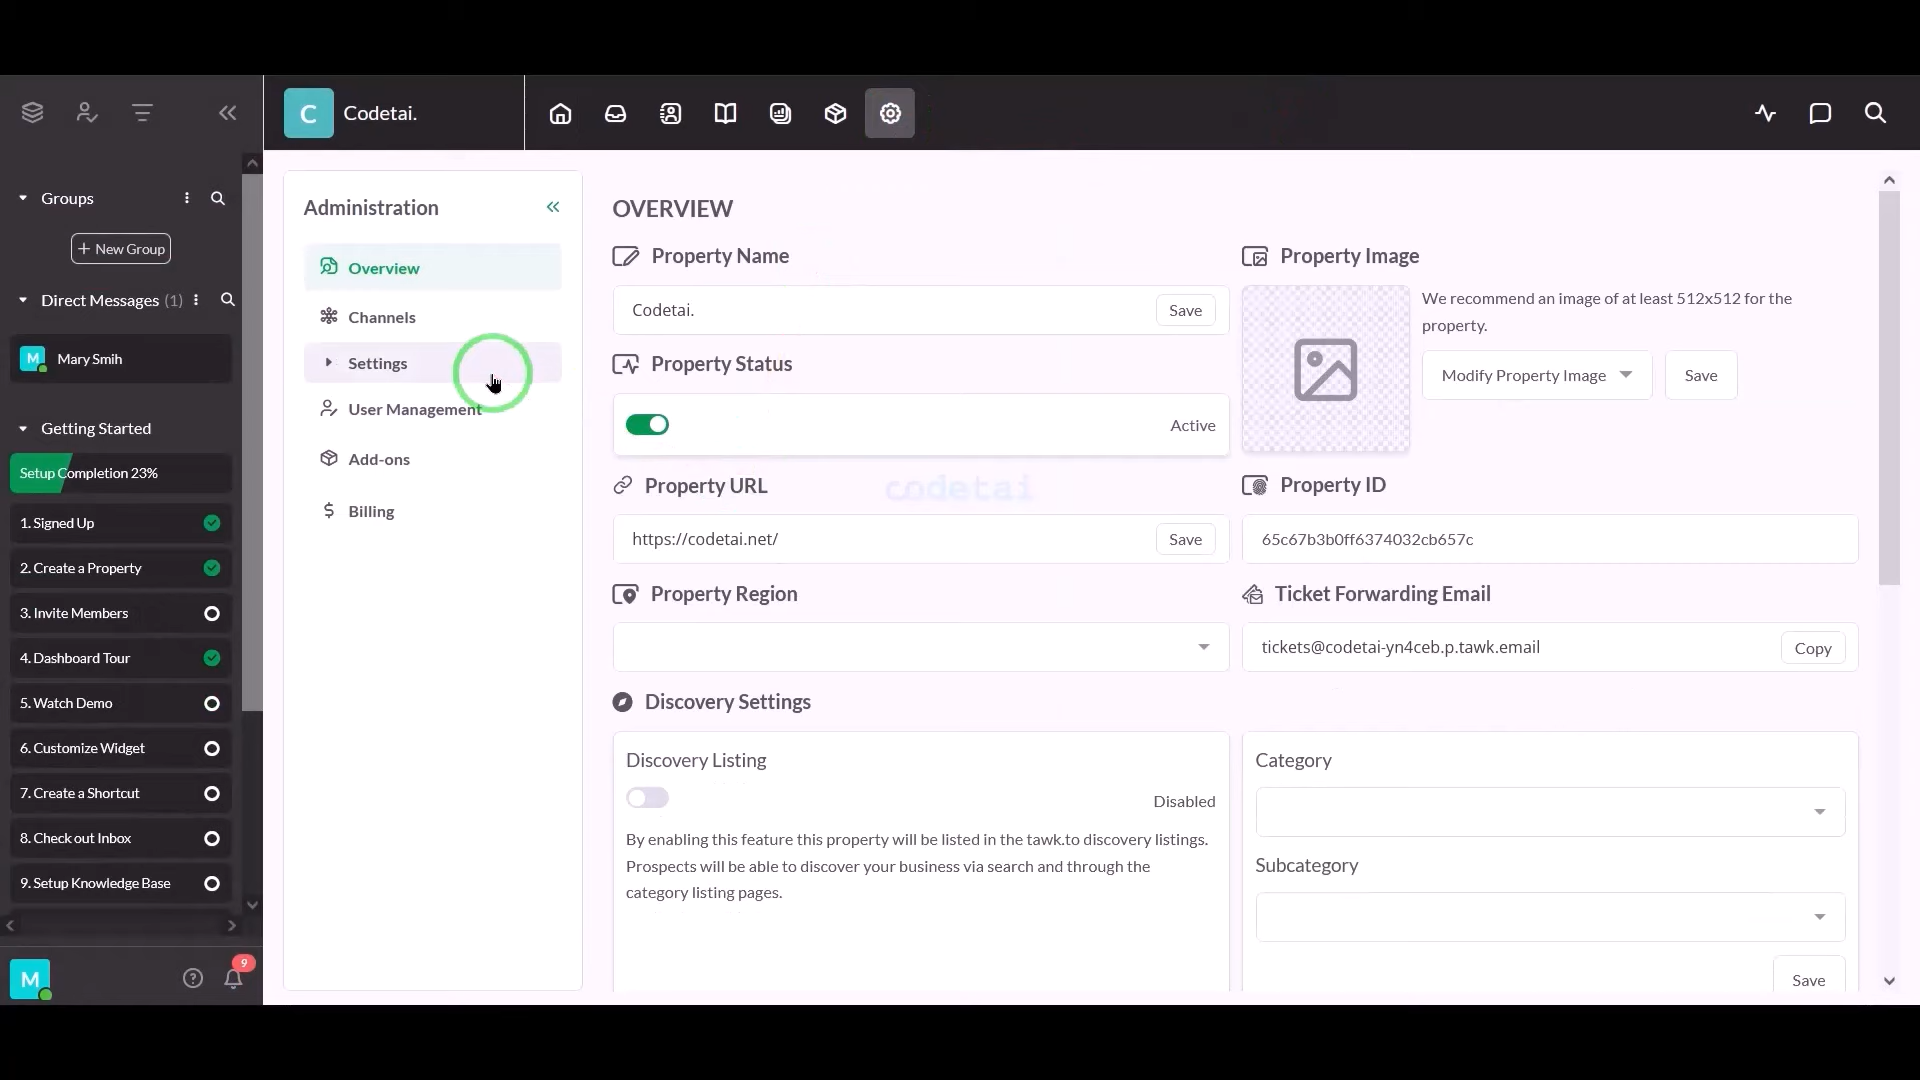 C Codetai.
Groups
+ New Group
Direct Messages (1)
M Mary Smih
Getting Started
Setup Completion 23%
1. Signed Up
2. Create a Property
3. Invite Members
4. Dashboard Tour
5. Watch Demo
6. Customize Widget
7. Create a Shortcut
8. Check out Inbox
9. Setup Knowledge Base
M
9
Administration
Overview
Channels
Settings
User Management
Add-ons
Billing
OVERVIEW
Property Name
Codetai.
Save
Property Status
Active
Property URL
https://codetai.net/
Save
Property Region
Discovery Settings
Discovery Listing
Disabled
By enabling this feature this property will be listed in the tawk.to discovery listings.
Prospects will be able to discover your business via search and through the
category listing pages.
Property Image
We recommend an image of at least 512x512 for the
property.
Modify Property Image
Save
Property ID
65c67b3b0ff6374032cb657c
Ticket Forwarding Email
tickets@codetai-yn4ceb.p.tawk.email
Copy
Category
Subcategory
Save
codetai